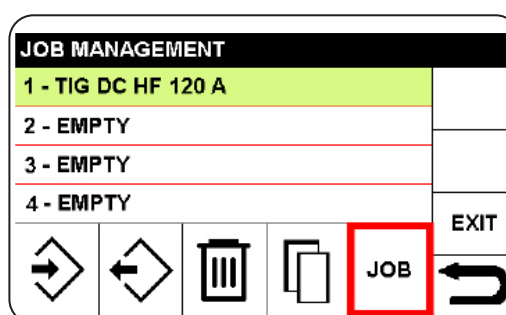 JOB MANAGEMENT
1 - TIG DC HF 120 A
2 - EMPTY
3 - EMPTY
4 - EMPTY
EXIT
JOB